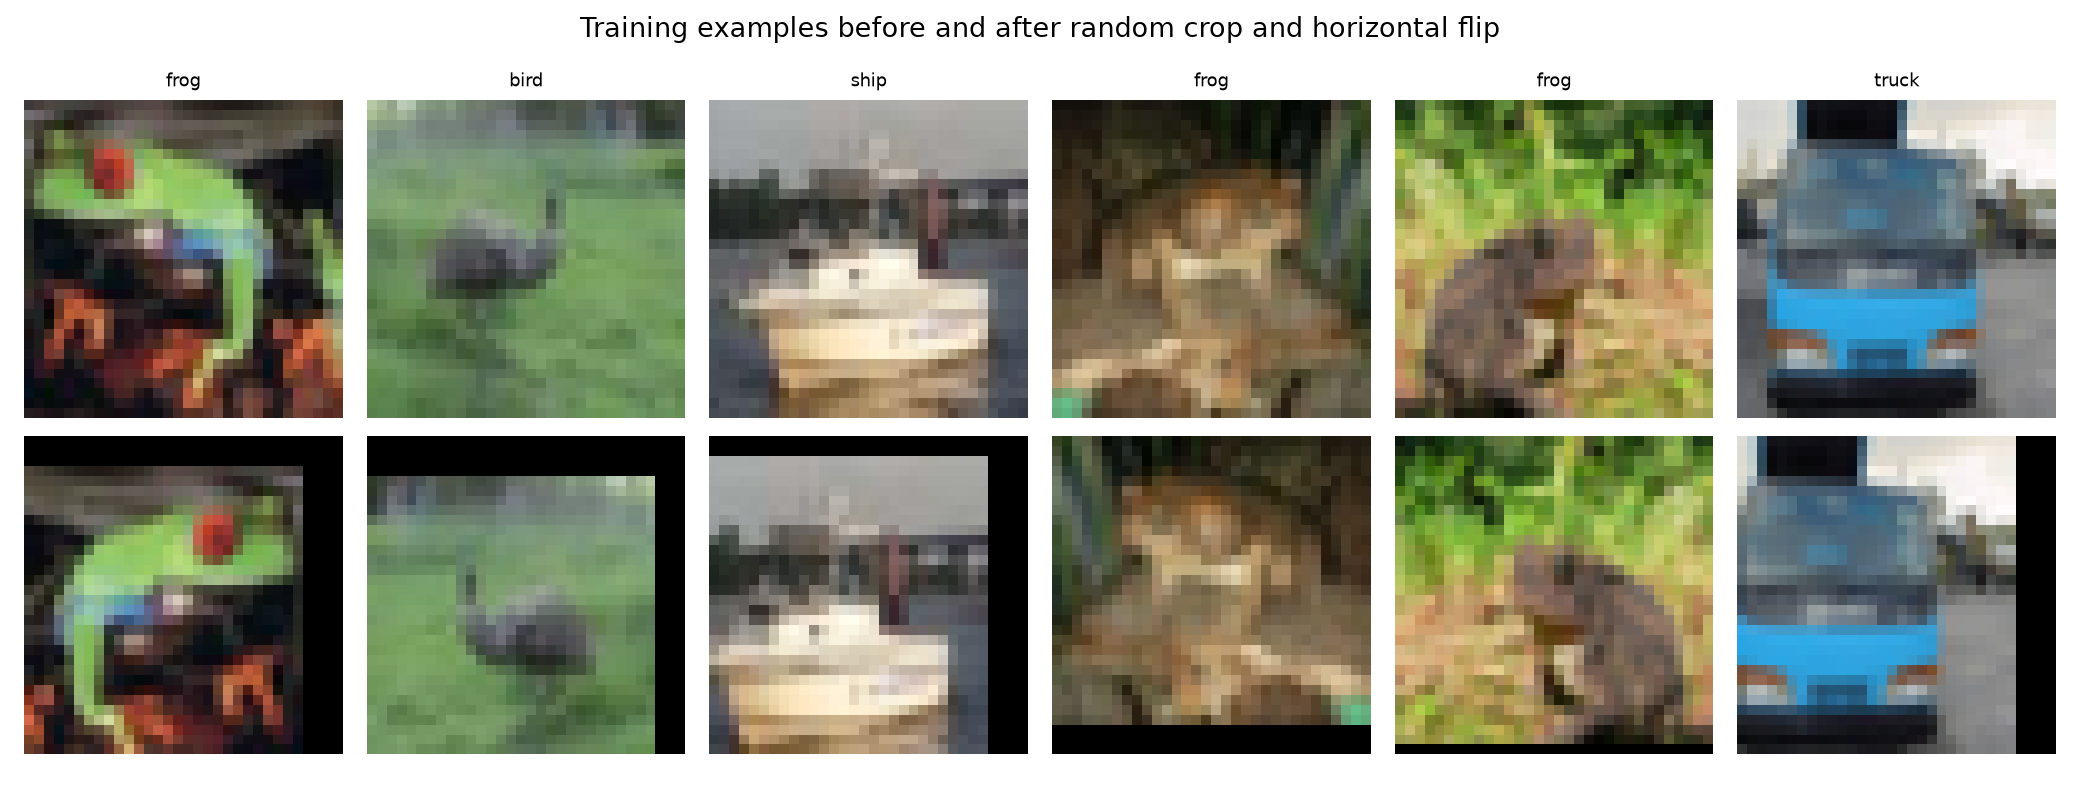 Training examples before and after random crop and horizontal flip
frog bird ship frog frog truck